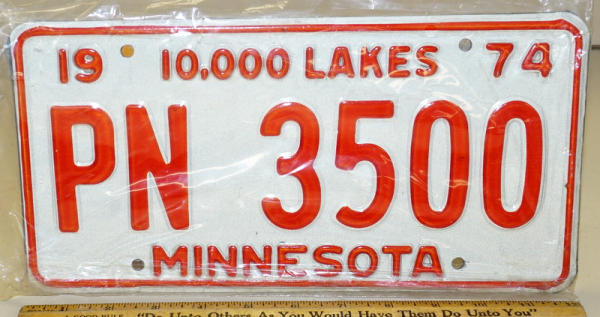 19 10,000 LAKES 74
PN 3500
MINNESOTA
"Do Unto Others As You Would Have Them Do Unto You"